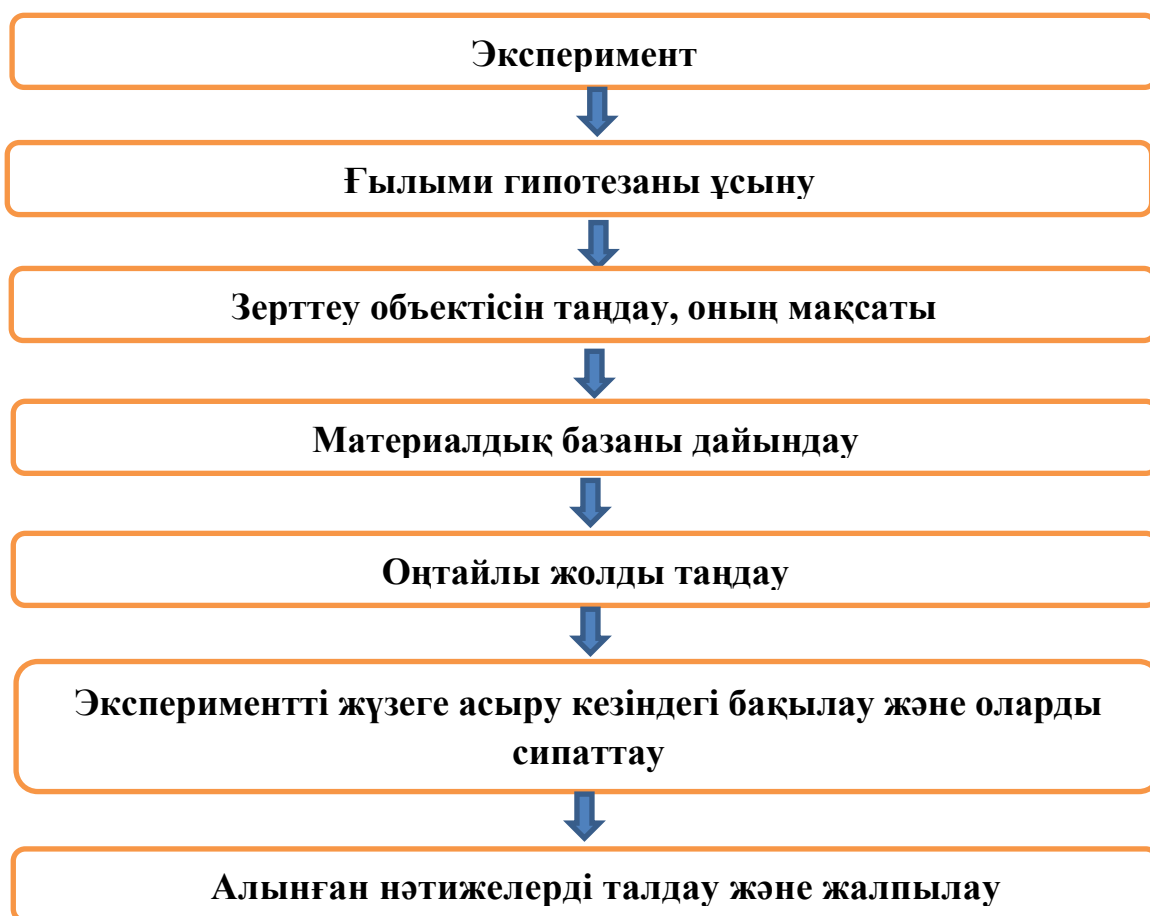 Эксперимент
Ғылыми гипотезаны ұсыну
Зерттеу объектісін таңдау, оның мақсаты
Материалдық базаны дайындау
Оңтайлы жолды таңдау
Экспериментті жүзеге асыру кезіндегі бақылау және оларды
сипаттау
Алынған нәтижелерді талдау және жалпылау